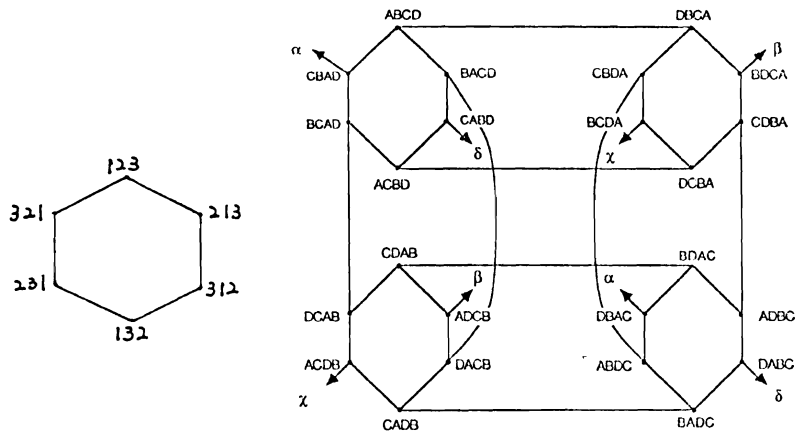 ABCD DBCA
α β
CBAD BACD CBDA BDCA
BCAD CABD BCDA CDBA
δ χ
ACBD DCBA
123
321 213
231 312
132
CDAB BDAC
β α
DCAB ADCB DBAC ADBC
ACDB DACB ABDC DABC
χ δ
CADB BADC